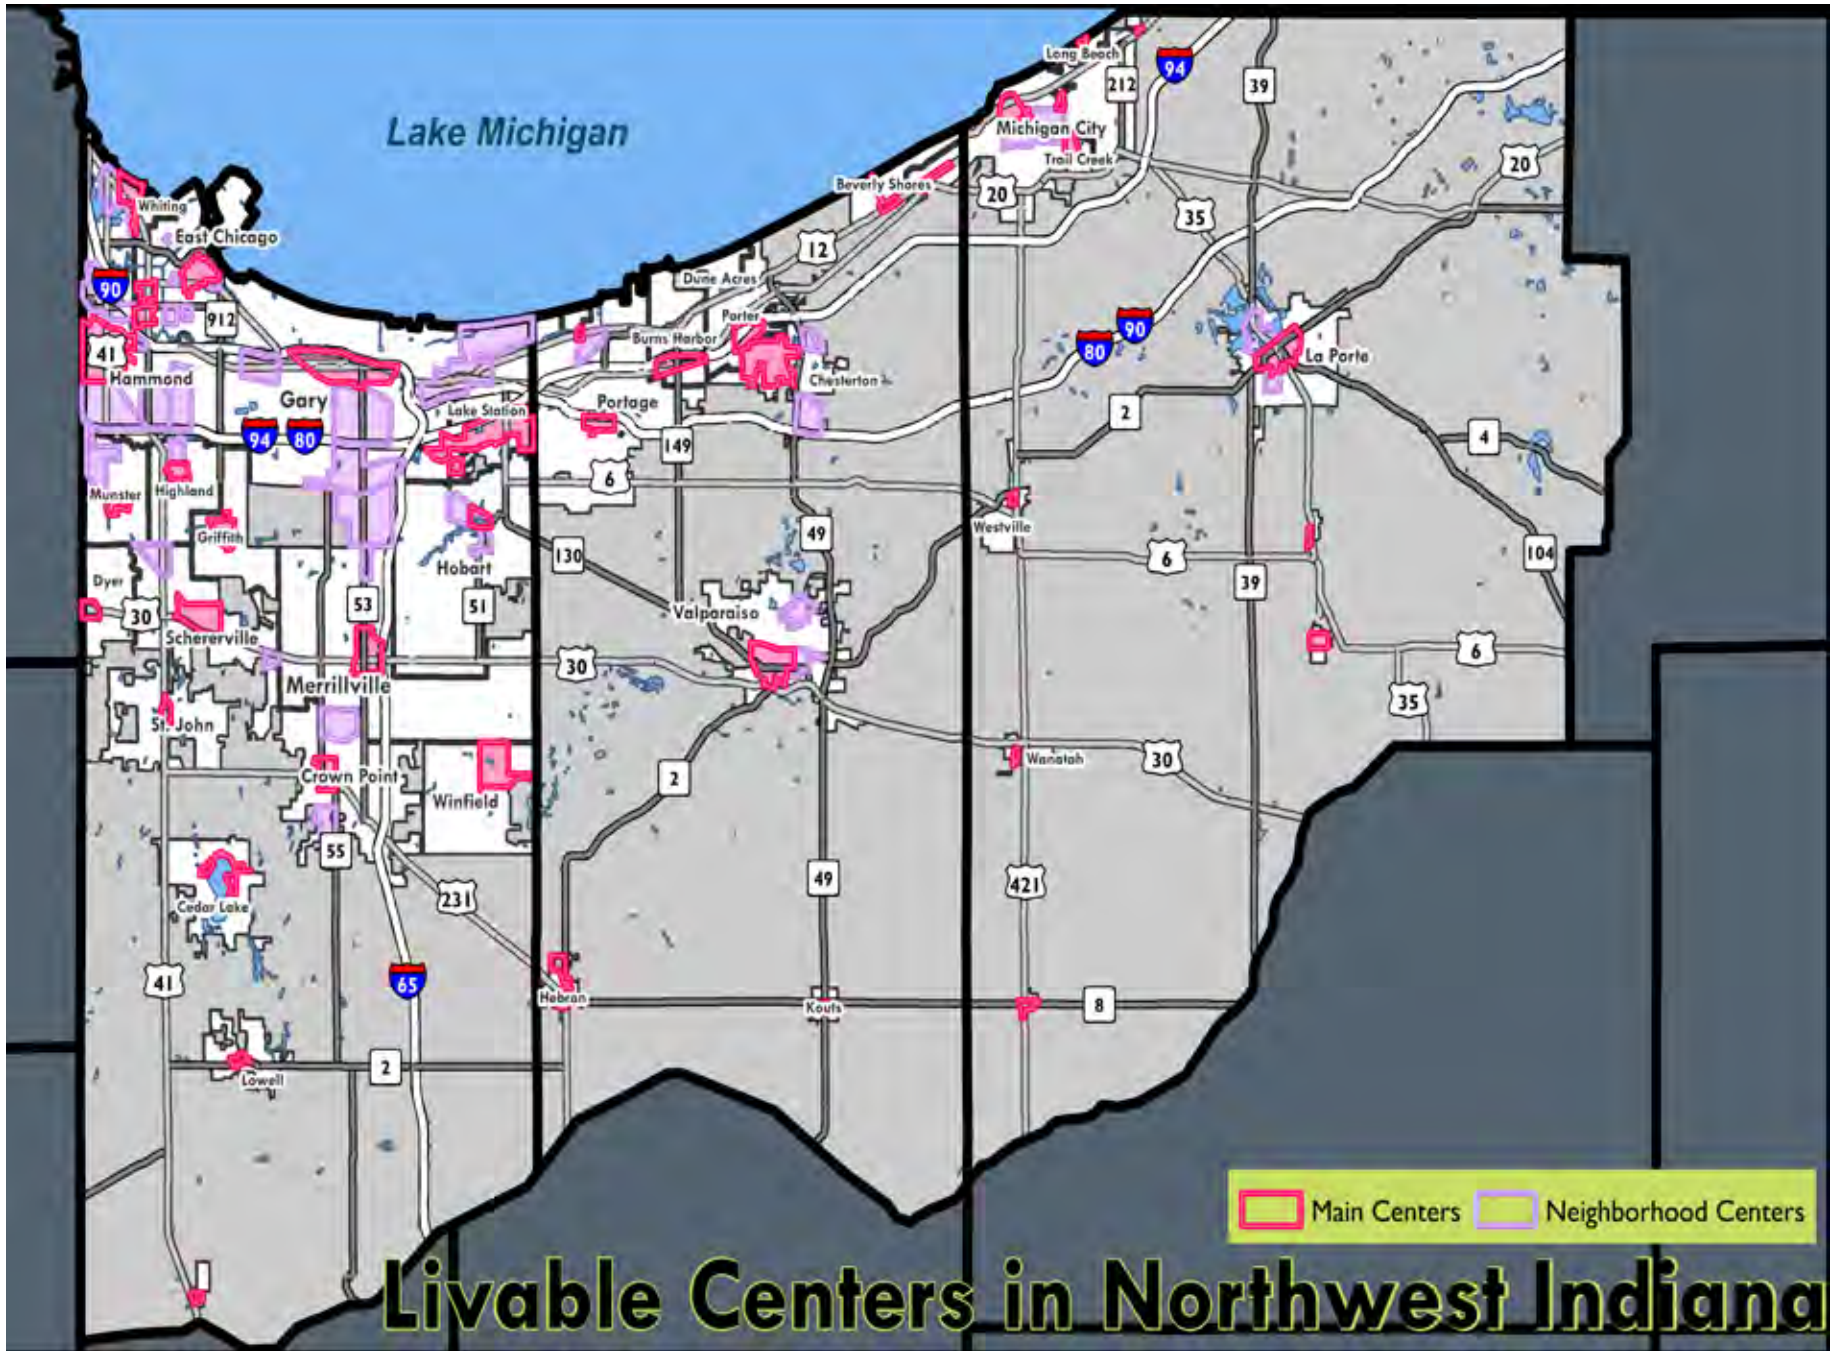 Long Beach
94
212
39
Lake Michigan
Michigan City
Trail Creek
20
Beverly Shores
20
Whiting
35
East Chicago
12
Dune Acres
90
Porter
912
90
Burns Harbor
80
41
La Porte
Hammond
Chesterton
Gary
Portage
Lake Station
2
94
80
149
4
6
Munster
Highland
Westville
49
Griffith
130
6
104
Hobart
39
Dyer
53
51
30
Valparaiso
Schererville
6
30
Merrillville
35
St. John
Wanatah
30
Crown Point
2
Winfield
55
49
421
231
Cedar Lake
41
65
Hebron
Kouts
8
2
Lowell
Main Centers
Neighborhood Centers
Livable Centers in Northwest Indiana